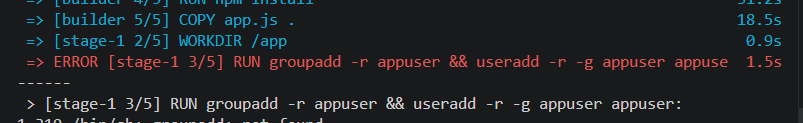 => [builder 4/5] RUN npm install 51.2s
=> [builder 5/5] COPY app.js . 18.5s
=> [stage-1 2/5] WORKDIR /app 0.9s
=> ERROR [stage-1 3/5] RUN groupadd -r appuser && useradd -r -g appuser appuse 1.5s
------
> [stage-1 3/5] RUN groupadd -r appuser && useradd -r -g appuser appuser:
1.310 /bin/sh: groupadd: not found